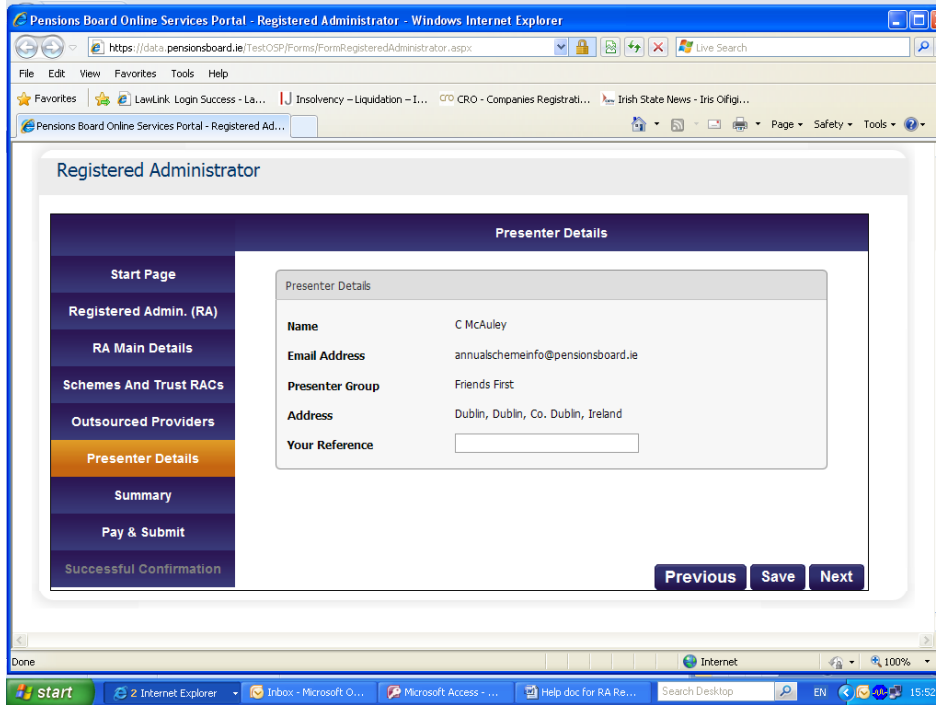 Pensions Board Online Services Portal - Registered Administrator - Windows Internet Explorer
https://data.pensionsboard.ie/TestOSP/Forms/FormRegisteredAdministrator.aspx
Live Search
File Edit View Favorites Tools Help
Favorites LawLink Login Success - La... Insolvency – Liquidation – I... CRO CRO - Companies Registrati... Irish State News - Iris Oifigi...
Pensions Board Online Services Portal - Registered Ad... Page Safety Tools
Registered Administrator
Presenter Details
Start Page
Registered Admin. (RA)
RA Main Details
Schemes And Trust RACs
Outsourced Providers
Presenter Details
Summary
Pay & Submit
Successful Confirmation
Presenter Details
Name C McAuley
Email Address annualschemeinfo@pensionsboard.ie
Presenter Group Friends First
Address Dublin, Dublin, Co. Dublin, Ireland
Your Reference
Previous Save Next
Done Internet 100%
start 2 Internet Explorer Inbox - Microsoft O... Microsoft Access - ... Help doc for RA Re... Search Desktop EN 15:52